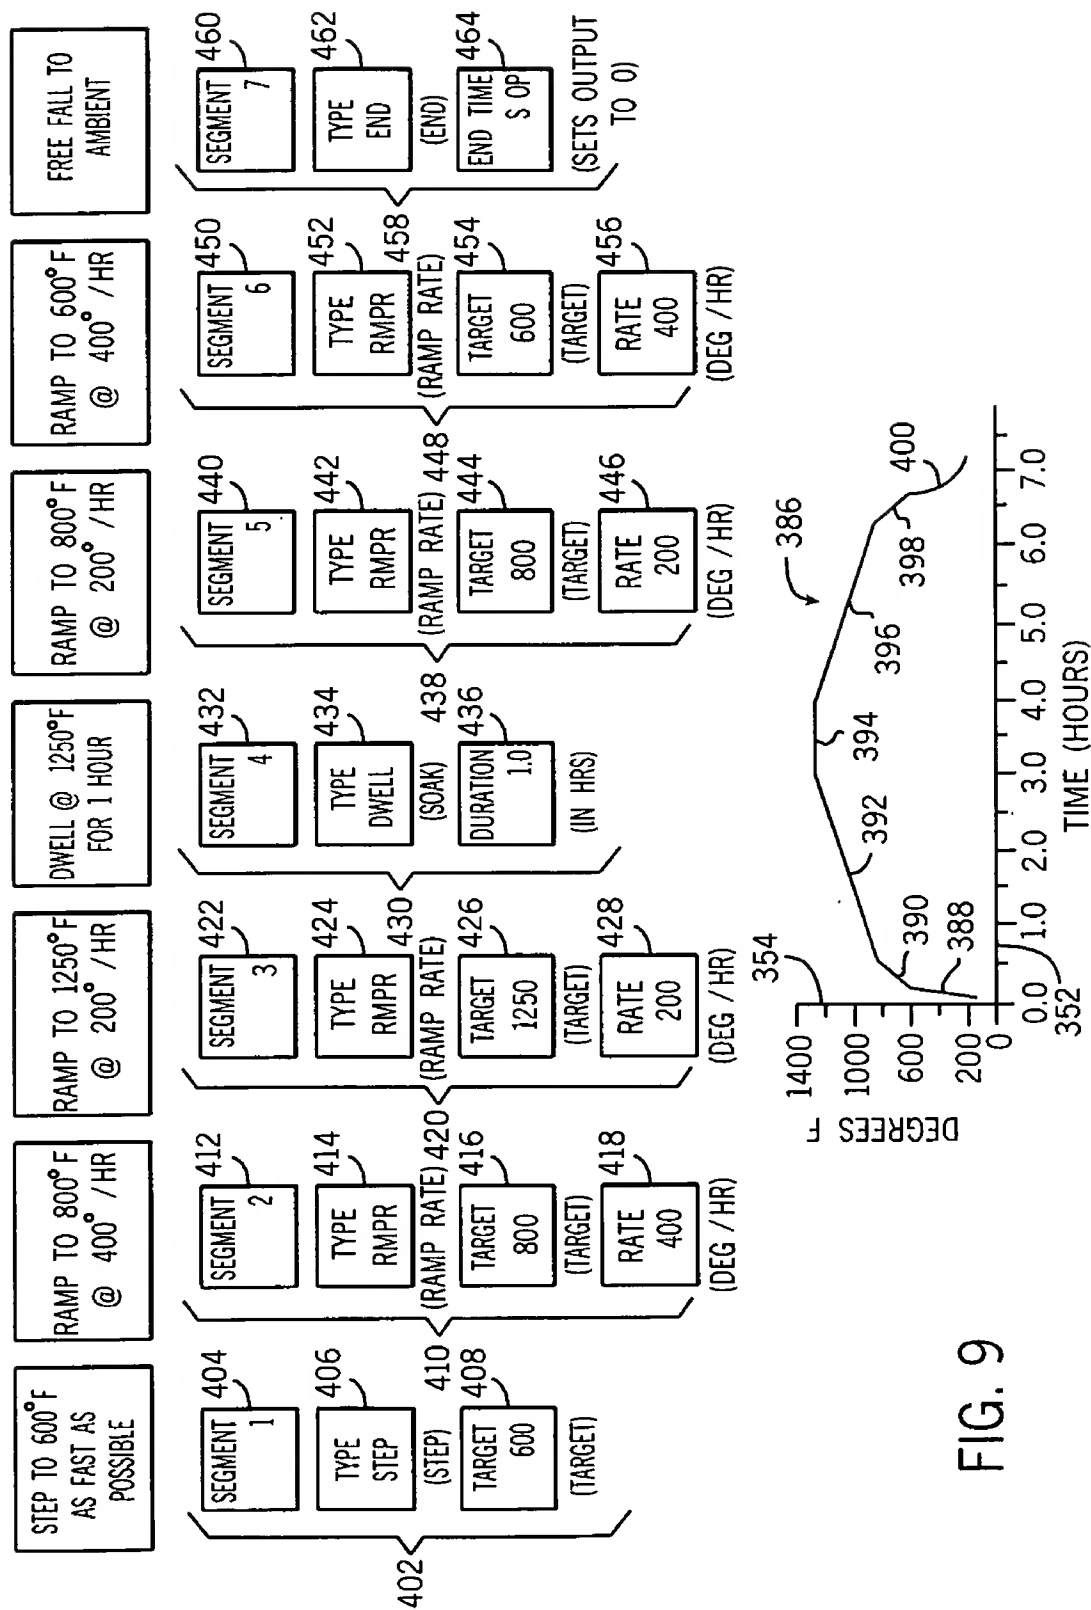 STEP TO 600°F
AS FAST AS
POSSIBLE
RAMP TO 800°F
@ 400° /HR
RAMP TO 1250°F
@ 200° /HR
DWELL @ 1250°F
FOR 1 HOUR
RAMP TO 800°F
@ 200° /HR
RAMP TO 600°F
@ 400° /HR
FREE FALL TO
AMBIENT
402
SEGMENT
1
404
TYPE
STEP
406
(STEP)
410
TARGET
600
408
(TARGET)
SEGMENT
2
412
TYPE
RMPR
414
(RAMP RATE)
420
TARGET
800
416
(TARGET)
RATE
400
418
(DEG /HR)
SEGMENT
3
422
TYPE
RMPR
424
(RAMP RATE)
430
TARGET
1250
426
(TARGET)
RATE
200
428
(DEG /HR)
SEGMENT
4
432
TYPE
DWELL
434
(SOAK)
438
DURATION
1.0
436
(IN HRS)
SEGMENT
5
440
TYPE
RMPR
442
(RAMP RATE)
448
TARGET
800
444
(TARGET)
RATE
200
446
(DEG /HR)
SEGMENT
6
450
TYPE
RMPR
452
(RAMP RATE)
458
TARGET
600
454
(TARGET)
RATE
400
456
(DEG /HR)
SEGMENT
7
460
TYPE
END
462
(END)
END TIME
S OP
464
(SETS OUTPUT
TO 0)
DEGREES F
1400
1000
600
200
0
354
386
388
390
392
394
396
398
400
352
0.0 1.0 2.0 3.0 4.0 5.0 6.0 7.0
TIME (HOURS)
FIG. 9